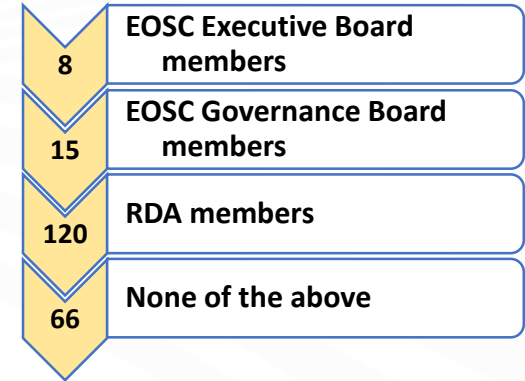 8
EOSC Executive Board
members
15
EOSC Governance Board
members
120
RDA members
66
None of the above